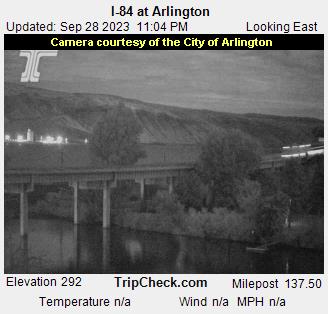 I-84 at Arlington
Updated: Sep 28 2023 11:04 PM Looking East
Camera courtesy of the City of Arlington
Elevation 292 TripCheck.com Milepost 137.50
Temperature n/a Wind n/a MPH n/a